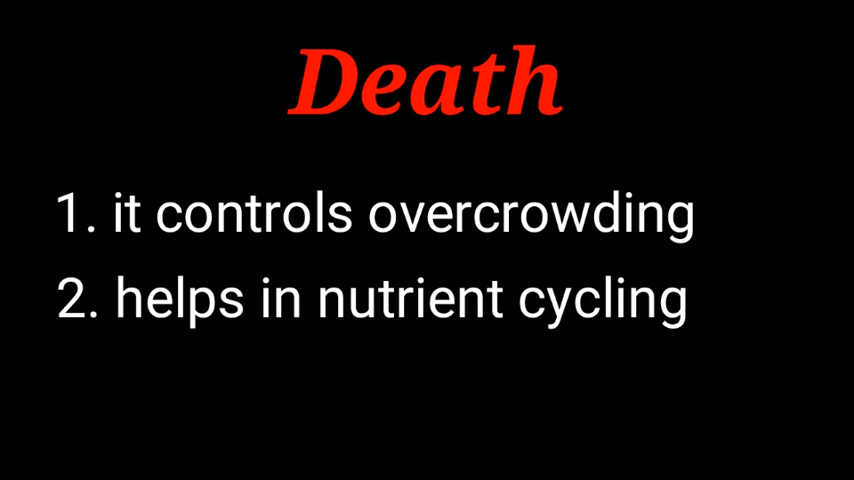 Death
1. it controls overcrowding
2. helps in nutrient cycling